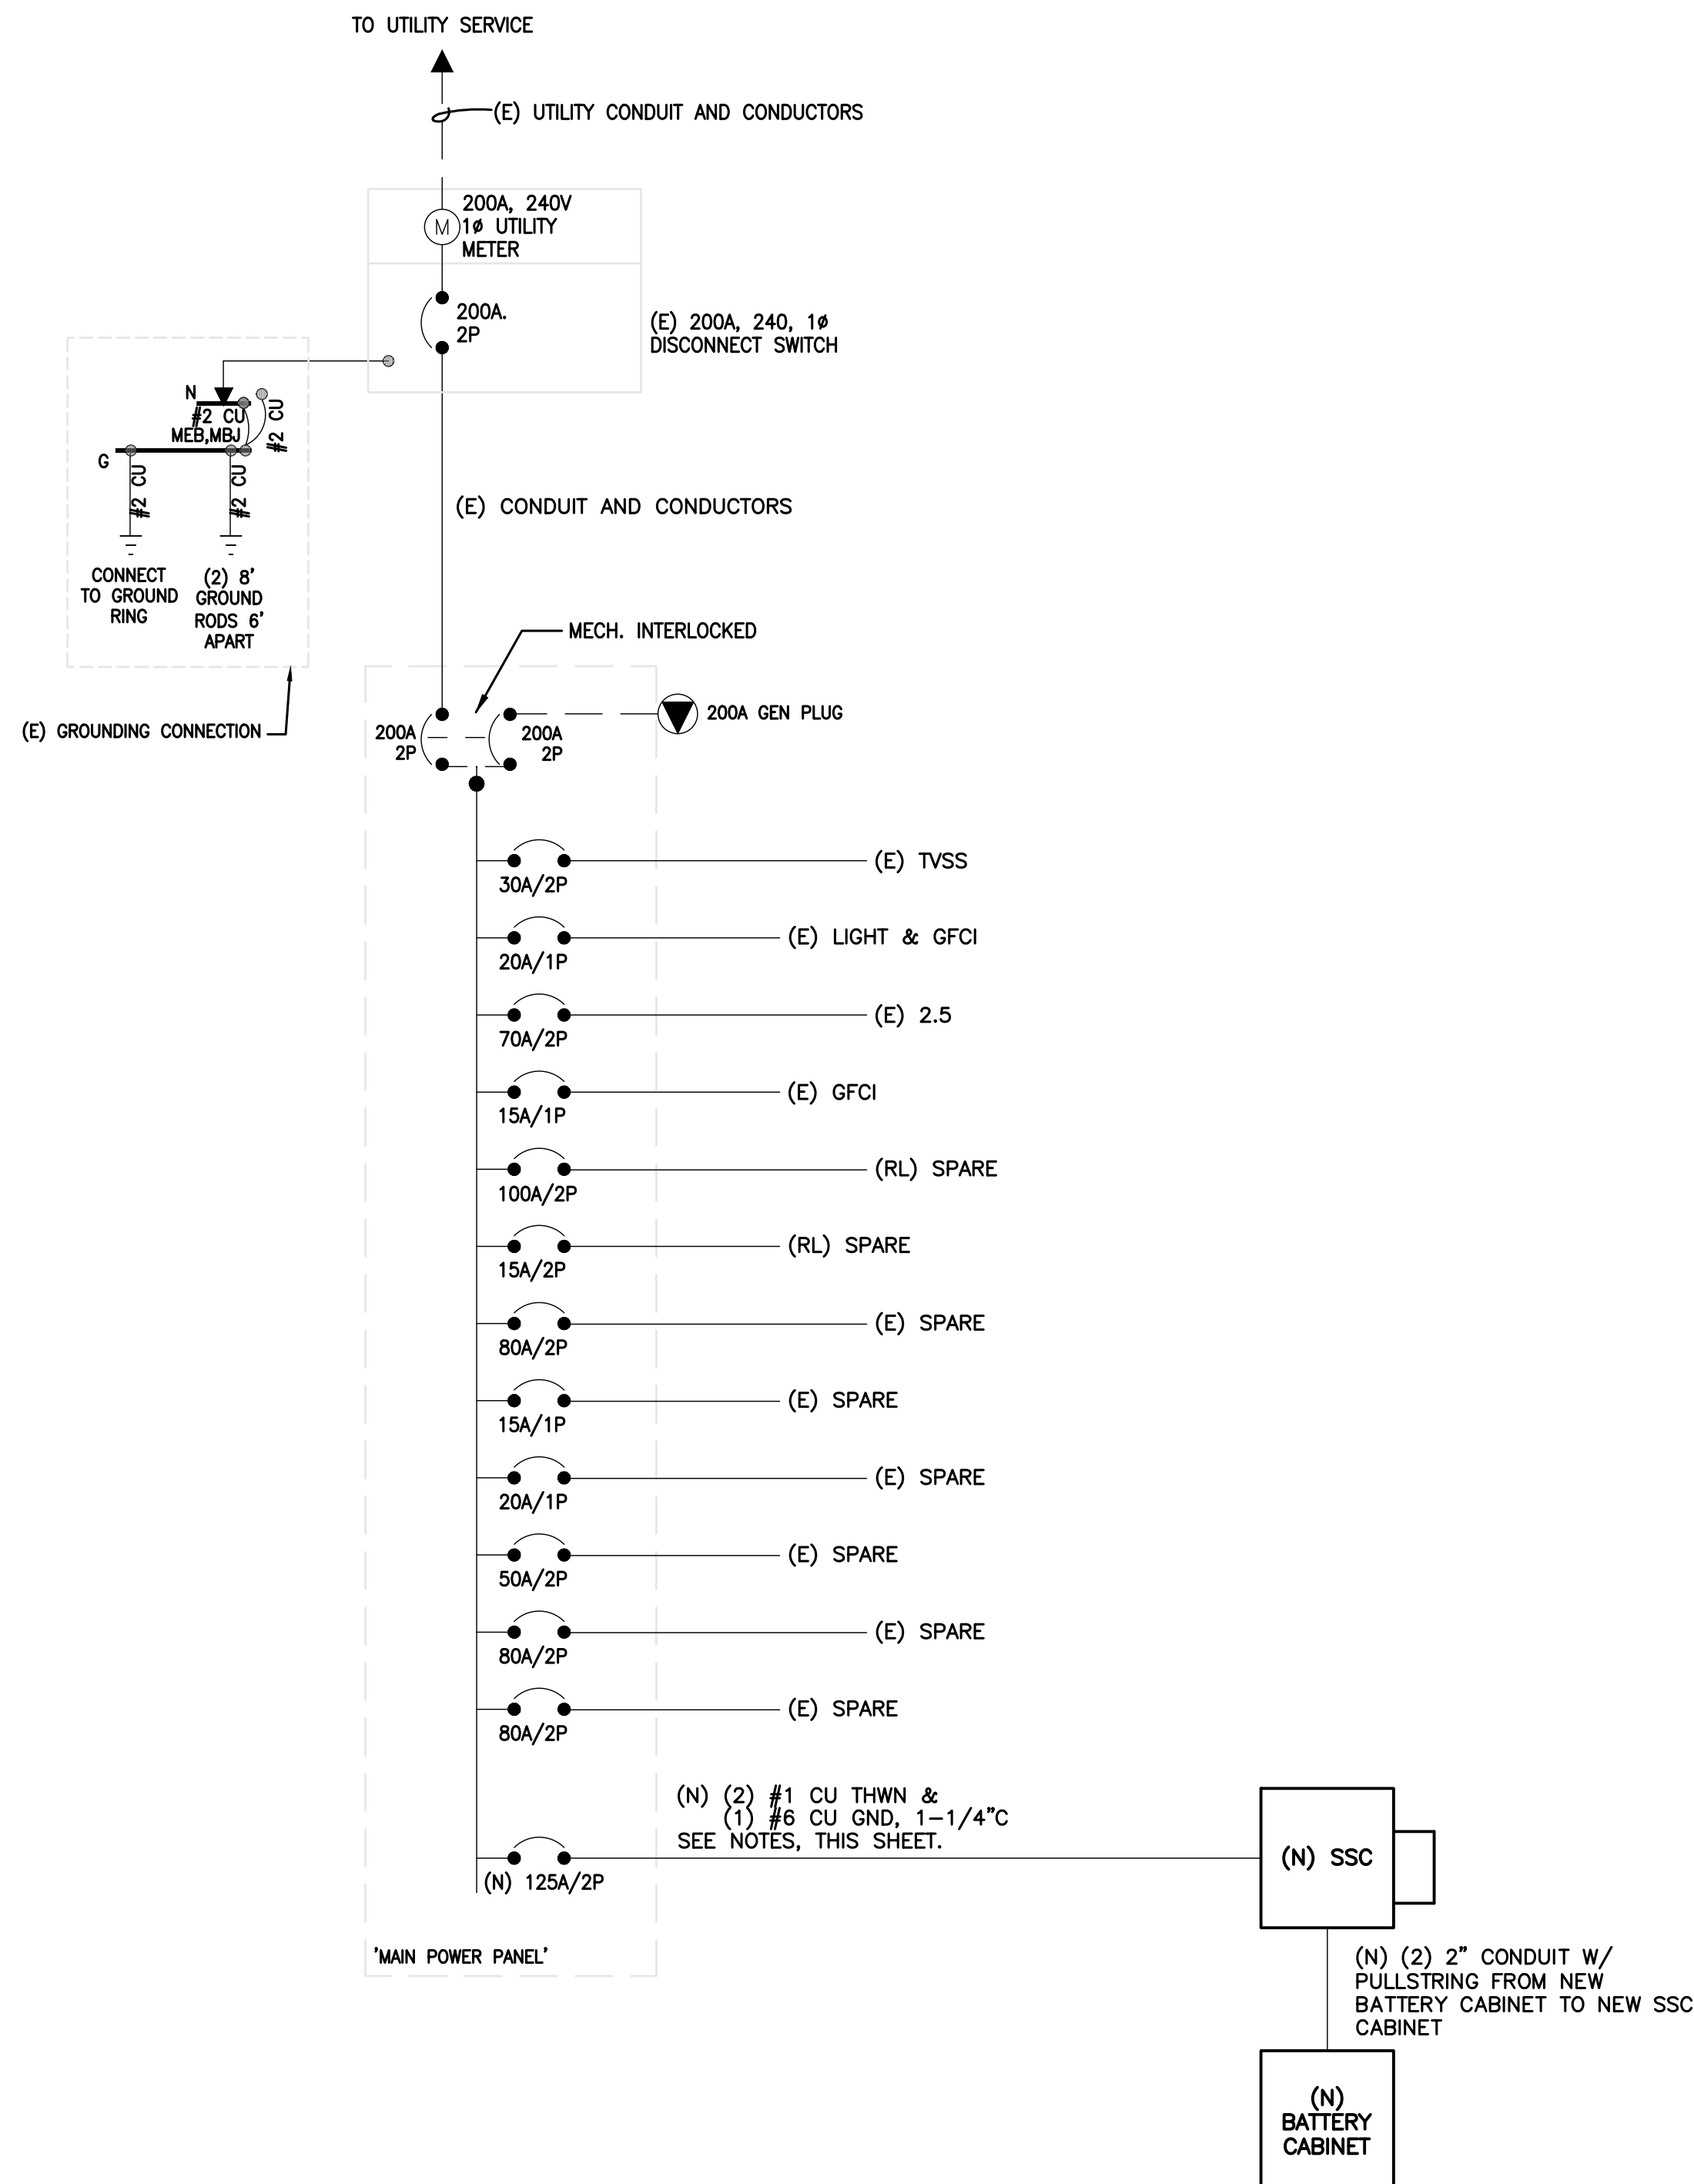 TO UTILITY SERVICE
(E) UTILITY CONDUIT AND CONDUCTORS
200A, 240V
1ø UTILITY
METER
M
200A.
2P
(E) 200A, 240, 1ø
DISCONNECT SWITCH
N
#2 CU
MEB,MBJ
#2 CU
G
#2 CU
#2 CU
CONNECT
TO GROUND
RING
(2) 8'
GROUND
RODS 6'
APART
(E) GROUNDING CONNECTION
(E) CONDUIT AND CONDUCTORS
MECH. INTERLOCKED
200A
2P
200A
2P
200A GEN PLUG
30A/2P
(E) TVSS
20A/1P
(E) LIGHT & GFCI
70A/2P
(E) 2.5
15A/1P
(E) GFCI
100A/2P
(RL) SPARE
15A/2P
(RL) SPARE
80A/2P
(E) SPARE
15A/1P
(E) SPARE
20A/1P
(E) SPARE
50A/2P
(E) SPARE
80A/2P
(E) SPARE
80A/2P
(E) SPARE
(N) (2) #1 CU THWN &
(1) #6 CU GND, 1-1/4"C
SEE NOTES, THIS SHEET.
(N) 125A/2P
(N) SSC
'MAIN POWER PANEL'
(N) (2) 2" CONDUIT W/
PULLSTRING FROM NEW
BATTERY CABINET TO NEW SSC
CABINET
(N)
BATTERY
CABINET